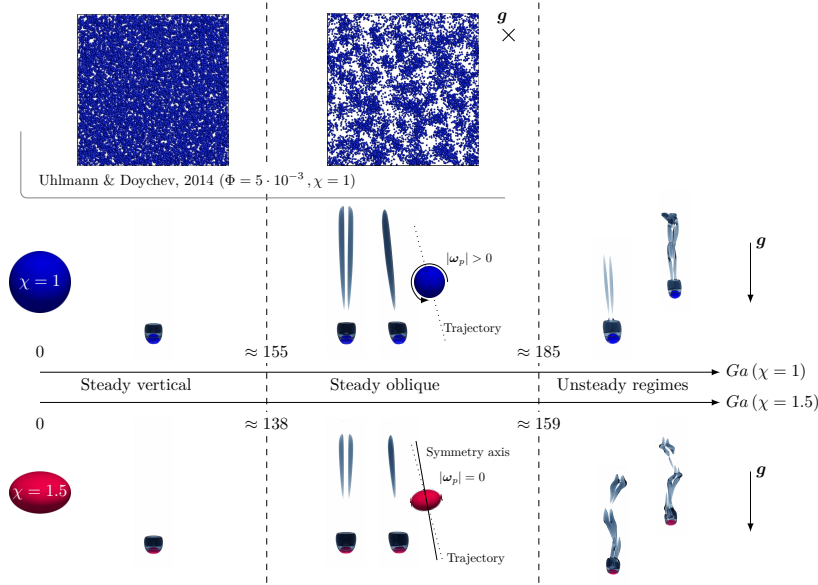 g
Uhlmann & Doychev, 2014 (Φ = 5 · 10⁻³ , χ = 1)
χ = 1
|ω_p| > 0
g
Trajectory
0
≈ 155
≈ 185
Ga (χ = 1)
Steady vertical
Steady oblique
Unsteady regimes
Ga (χ = 1.5)
0
≈ 138
≈ 159
Symmetry axis
|ω_p| = 0
g
χ = 1.5
Trajectory